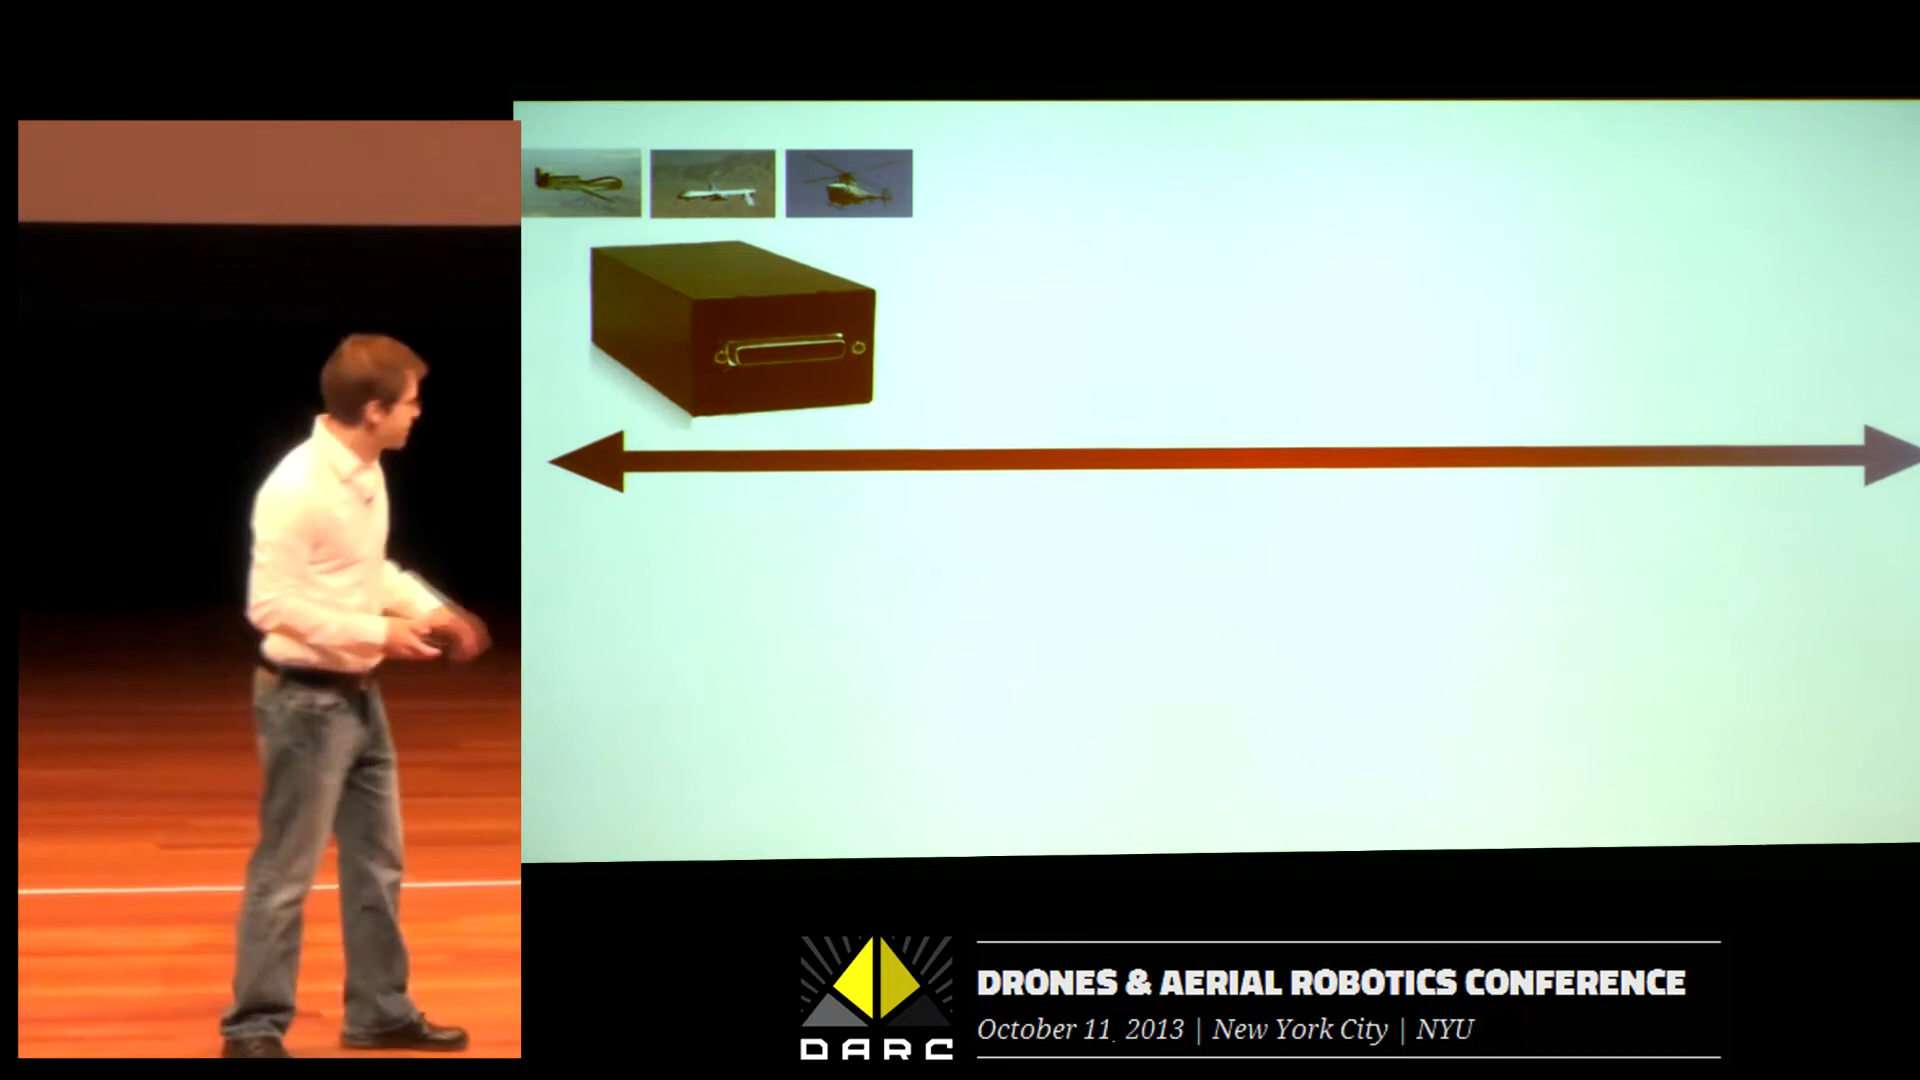 DRONES & AERIAL ROBOTICS CONFERENCE
October 11, 2013 | New York City | NYU
DARC